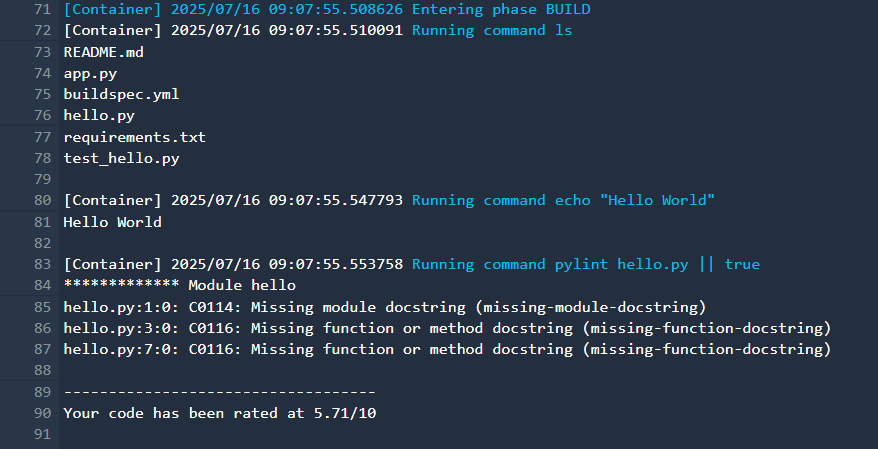 71 [Container] 2025/07/16 09:07:55.508626 Entering phase BUILD
72 [Container] 2025/07/16 09:07:55.510091 Running command ls
73 README.md
74 app.py
75 buildspec.yml
76 hello.py
77 requirements.txt
78 test_hello.py
79
80 [Container] 2025/07/16 09:07:55.547793 Running command echo "Hello World"
81 Hello World
82
83 [Container] 2025/07/16 09:07:55.553758 Running command pylint hello.py || true
84 ************* Module hello
85 hello.py:1:0: C0114: Missing module docstring (missing-module-docstring)
86 hello.py:3:0: C0116: Missing function or method docstring (missing-function-docstring)
87 hello.py:7:0: C0116: Missing function or method docstring (missing-function-docstring)
88
89 -----------------------------------
90 Your code has been rated at 5.71/10
91